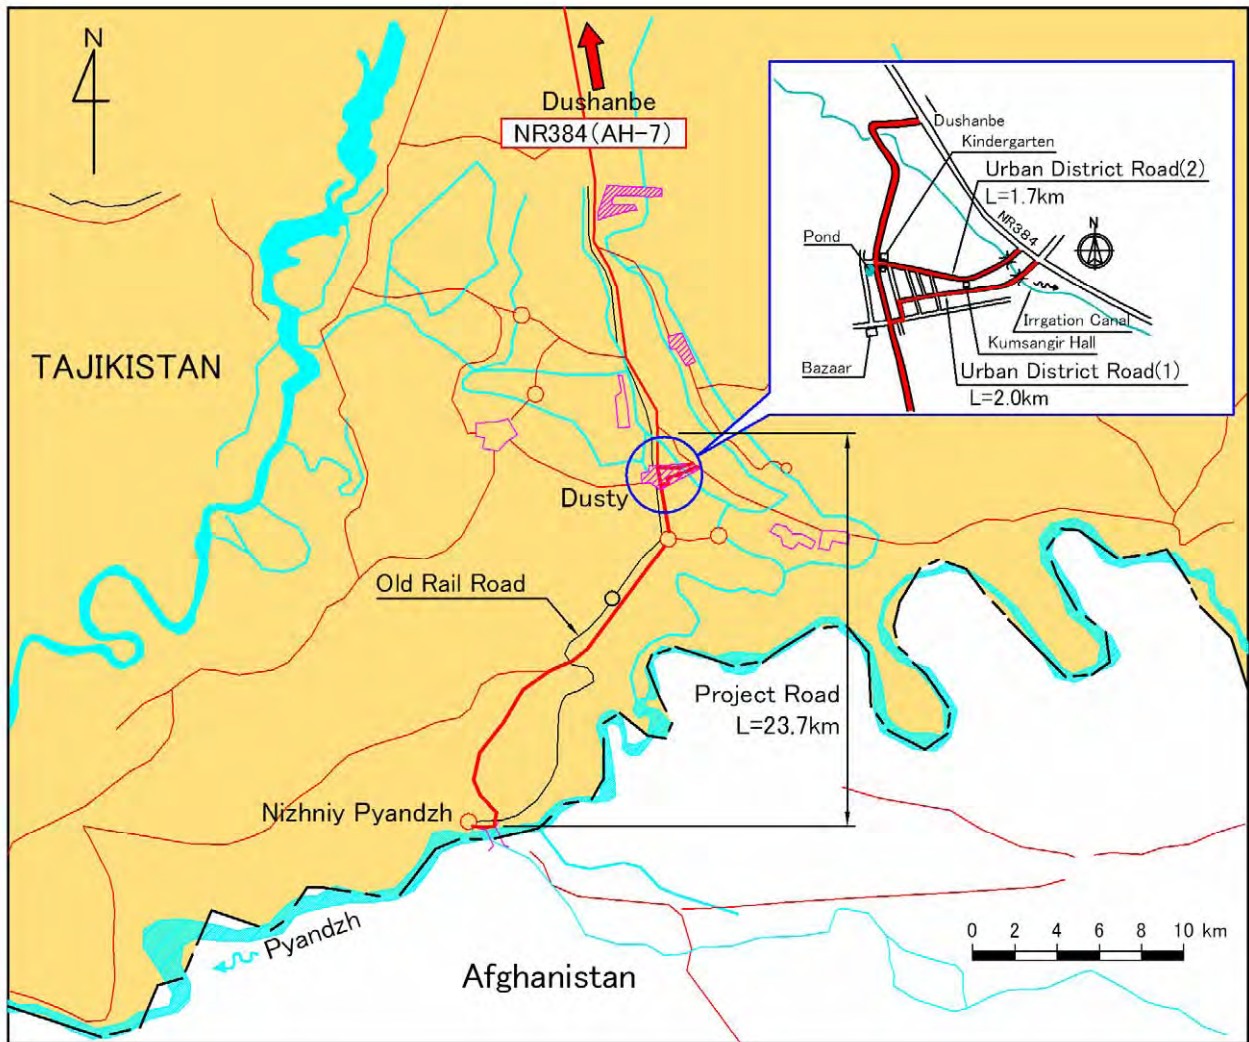 N
Dushanbe
NR384(AH-7)
Dushanbe
Kindergarten
Urban District Road(2)
L=1.7km
NR384
N
Pond
Irrgation Canal
Kumsangir Hall
Bazaar
Urban District Road(1)
L=2.0km
TAJIKISTAN
Dusty
Old Rail Road
Project Road
L=23.7km
Nizhniy Pyandzh
Pyandzh
Afghanistan
0 2 4 6 8 10 km